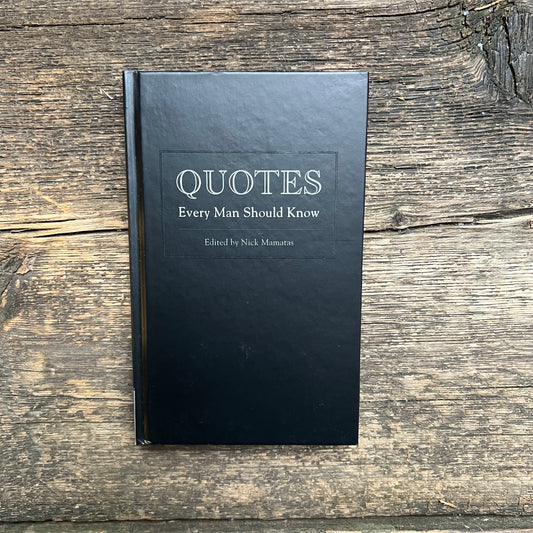 QUOTES
Every Man Should Know
Edited by Nick Mamatas